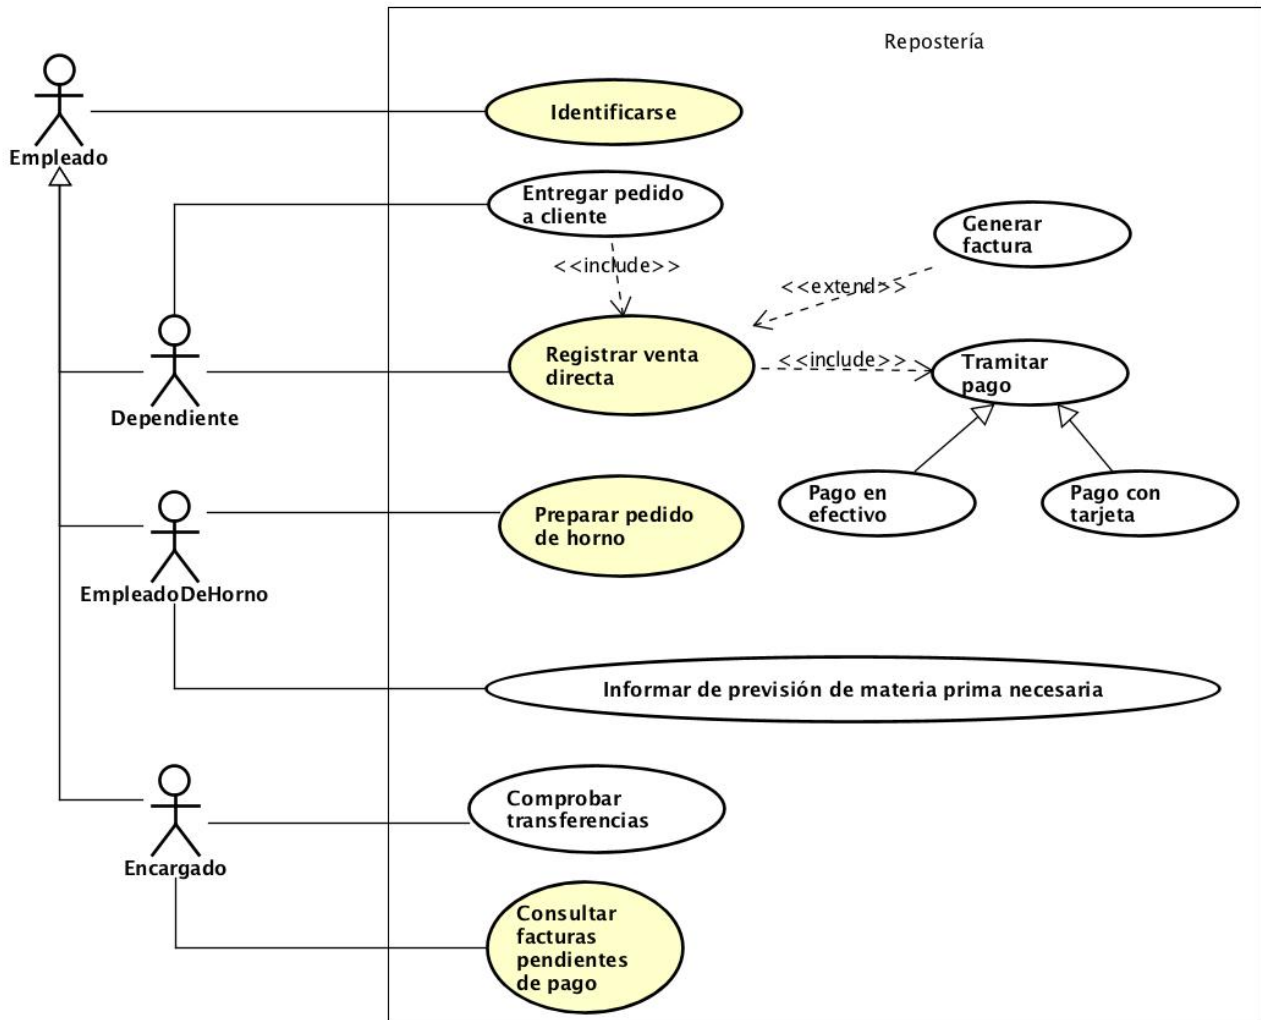 Repostería
Identificarse
Empleado
Entregar pedido
a cliente
Generar
factura
<<include>>
<<extend>>
Registrar venta
directa
<<include>>
Tramitar
pago
Dependiente
Pago en
efectivo
Pago con
tarjeta
Preparar pedido
de horno
EmpleadoDeHorno
Informar de previsión de materia prima necesaria
Comprobar
transferencias
Encargado
Consultar
facturas
pendientes
de pago